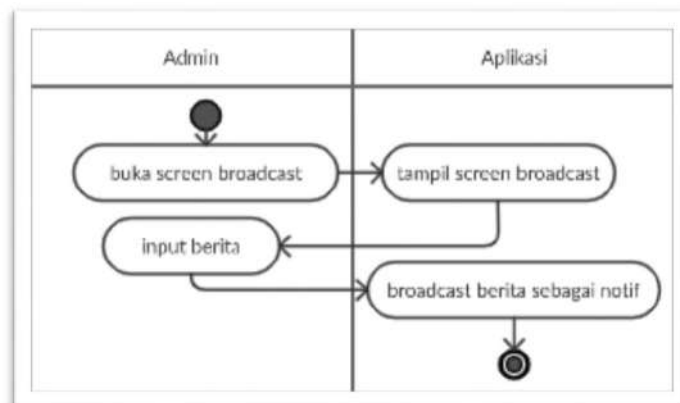 Admin
Aplikasi
buka screen broadcast
tampil screen broadcast
input berita
broadcast berita sebagai notif